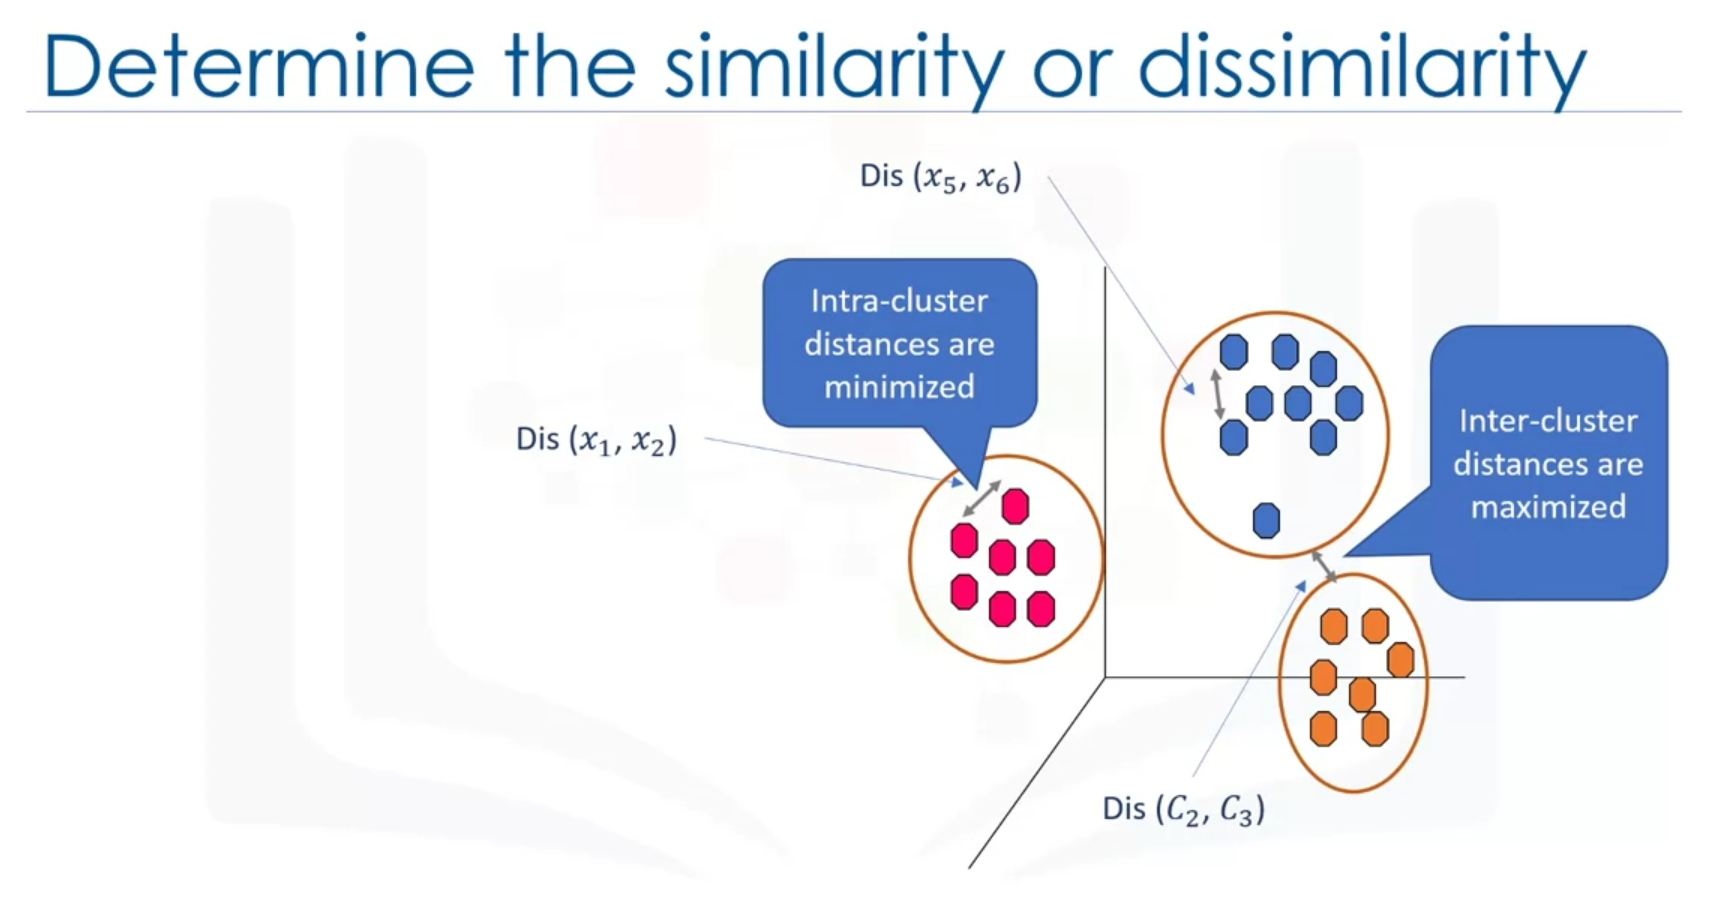 Determine the similarity or dissimilarity
Dis (x₅, x₆)
Intra-cluster
distances are
minimized
Dis (x₁, x₂)
Inter-cluster
distances are
maximized
Dis (C₂, C₃)